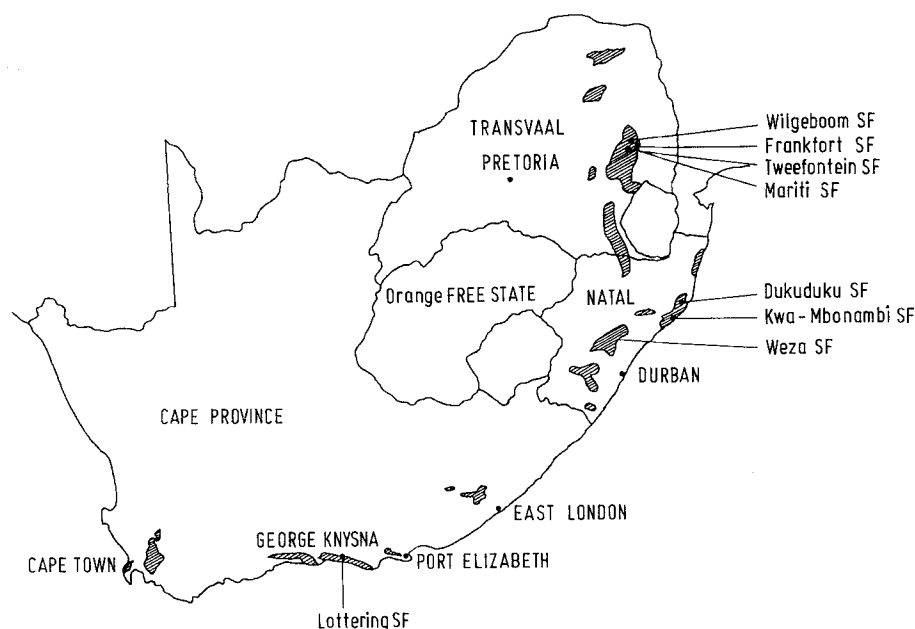 TRANSVAAL
PRETORIA
Wilgeboom SF
Frankfort SF
Tweefontein SF
Mariti SF
Orange FREE STATE
NATAL
Dukuduku SF
Kwa-Mbonambi SF
Weza SF
DURBAN
CAPE PROVINCE
EAST LONDON
GEORGE KNYSNA
CAPE TOWN
PORT ELIZABETH
Lottering SF